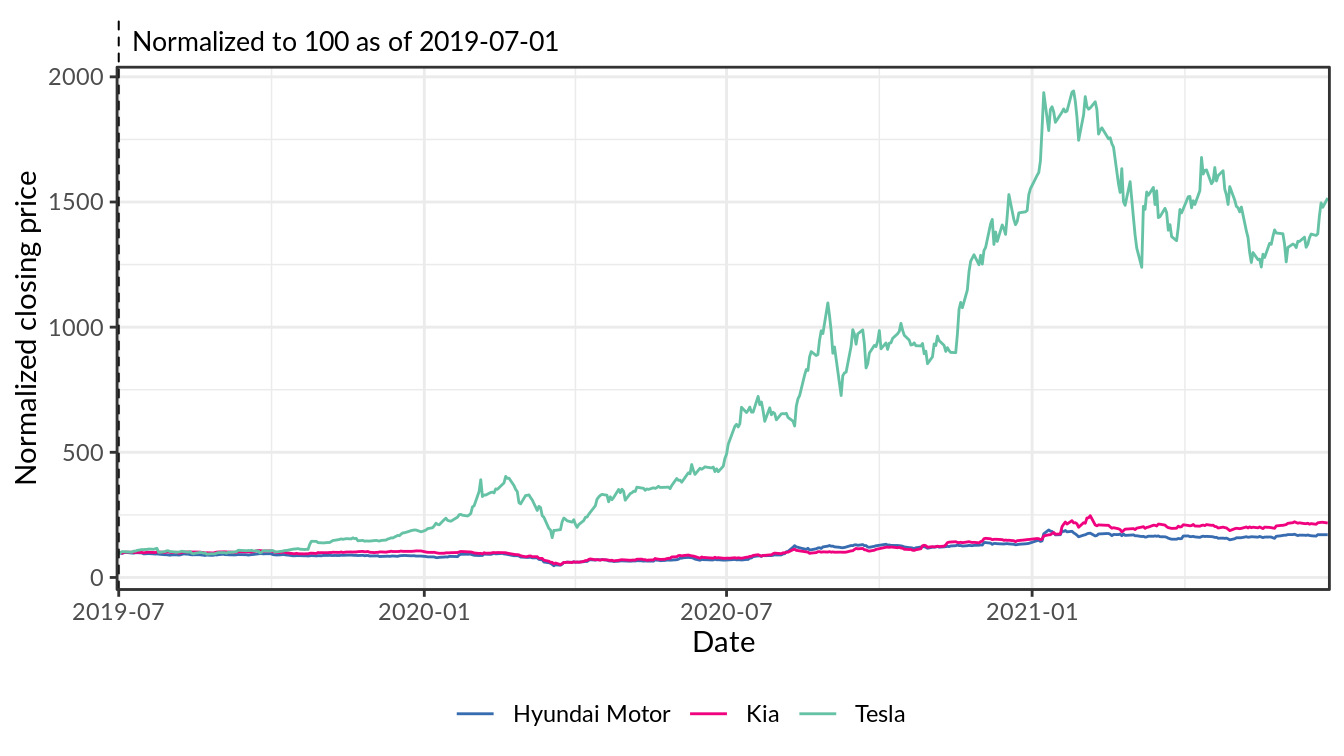 Normalized to 100 as of 2019-07-01
Normalized closing price
2000
1500
1000
500
0
2019-07 2020-01 2020-07 2021-01
Date
Hyundai Motor Kia Tesla